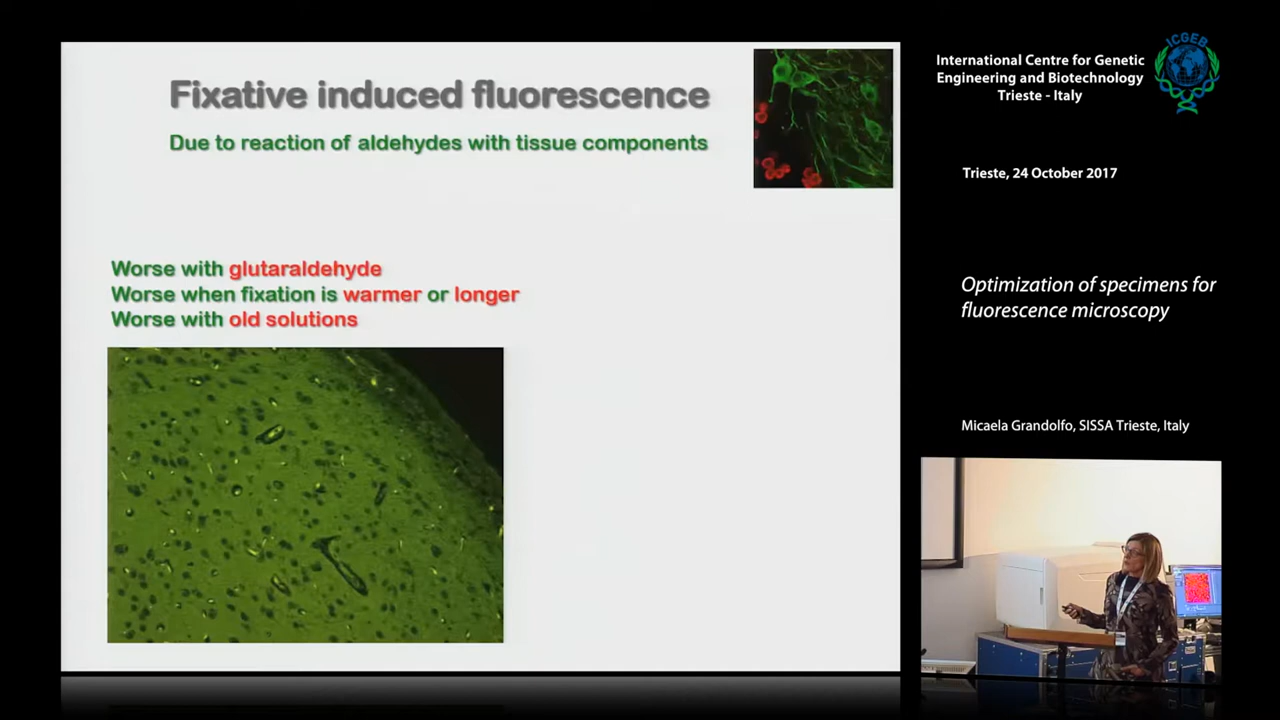 Fixative induced fluorescence
Due to reaction of aldehydes with tissue components
Worse with glutaraldehyde
Worse when fixation is warmer or longer
Worse with old solutions
ICGEB
International Centre for Genetic
Engineering and Biotechnology
Trieste - Italy
Trieste, 24 October 2017
Optimization of specimens for
fluorescence microscopy
Micaela Grandolfo, SISSA Trieste, Italy